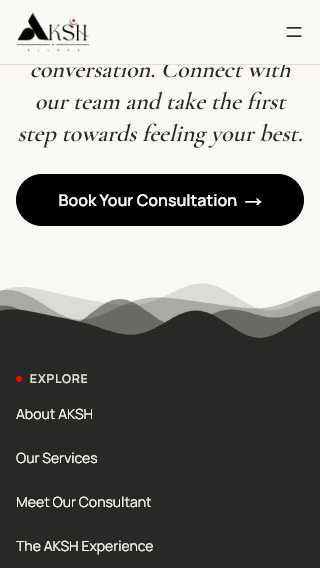 AKSH
conversation. Connect with
our team and take the first
step towards feeling your best.
Book Your Consultation →
EXPLORE
About AKSH
Our Services
Meet Our Consultant
The AKSH Experience